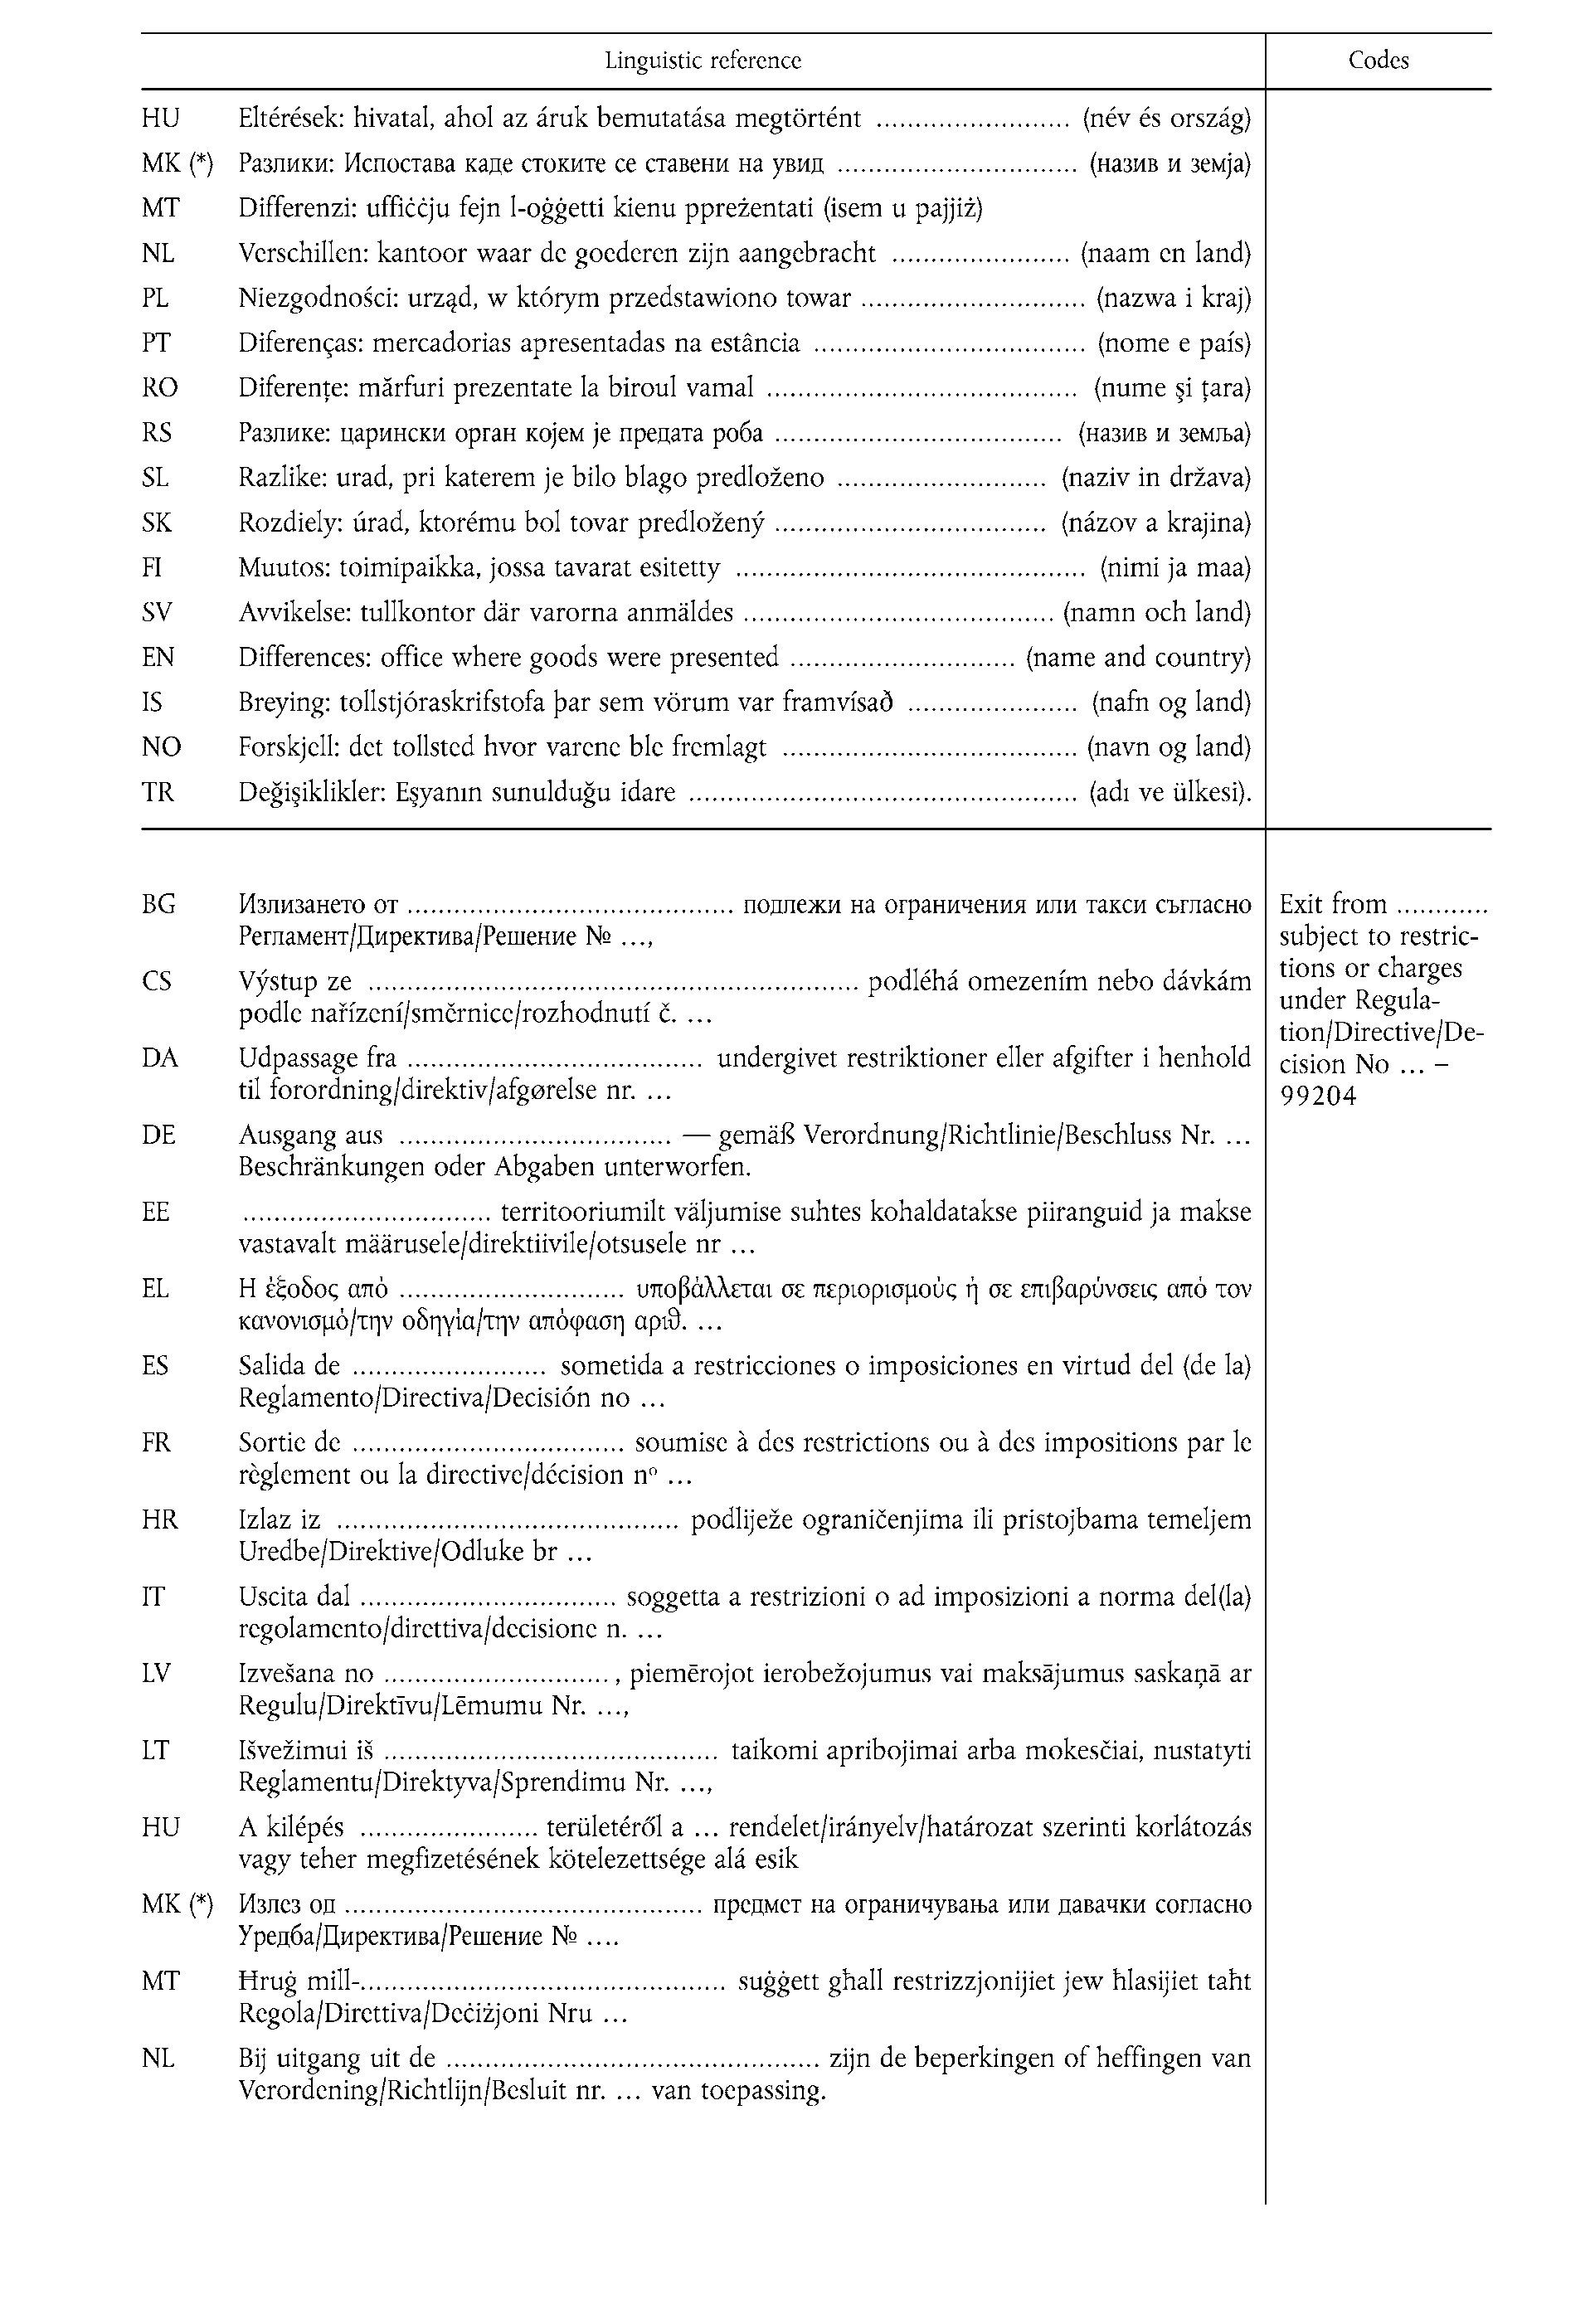 Linguistic reference
Codes
HU Eltérések: hivatal, ahol az áruk bemutatása megtörtént ......................... (név és ország)
MK (*) Разлики: Испостава каде стоките се ставени на увид ............................... (назив и земја)
MT Differenzi: uffiċċju fejn l-oġġetti kienu ppreżentati (isem u pajjiż)
NL Verschillen: kantoor waar de goederen zijn aangebracht ....................... (naam en land)
PL Niezgodności: urząd, w którym przedstawiono towar ............................. (nazwa i kraj)
PT Diferenças: mercadorias apresentadas na estância ................................... (nome e país)
RO Diferențe: mărfuri prezentate la biroul vamal ........................................ (nume şi țara)
RS Разлике: царински орган којем је предата роба ..................................... (назив и земља)
SL Razlike: urad, pri katerem je bilo blago predloženo ........................... (naziv in država)
SK Rozdiely: úrad, ktorému bol tovar predložený ................................... (názov a krajina)
FI Muutos: toimipaikka, jossa tavarat esitetty ............................................. (nimi ja maa)
SV Avvikelse: tullkontor där varorna anmäldes ........................................ (namn och land)
EN Differences: office where goods were presented ............................. (name and country)
IS Breying: tollstjóraskrifstofa þar sem vörum var framvísað ...................... (nafn og land)
NO Forskjell: det tollsted hvor varene ble fremlagt ...................................... (navn og land)
TR Değişiklikler: Eşyanın sunulduğu idare .................................................. (adı ve ülkesi).
BG Излизането от .......................................... подлежи на ограничения или такси съгласно
Регламент/Директива/Решение № …,
CS Výstup ze ............................................................... podléhá omezením nebo dávkám
podle nařízení/směrnice/rozhodnutí č. …
DA Udpassage fra ...................................... undergivet restriktioner eller afgifter i henhold
til forordning/direktiv/afgørelse nr. …
DE Ausgang aus ................................... — gemäß Verordnung/Richtlinie/Beschluss Nr. …
Beschränkungen oder Abgaben unterworfen.
EE ................................ territooriumilt väljumise suhtes kohaldatakse piiranguid ja makse
vastavalt määrusele/direktiivile/otsusele nr …
EL Η έξοδος από ............................. υποβάλλεται σε περιορισμούς ή σε επιβαρύνσεις από τον
κανονισμό/την οδηγία/την απόφαση αριθ. …
ES Salida de ......................... sometida a restricciones o imposiciones en virtud del (de la)
Reglamento/Directiva/Decisión no …
FR Sortie de ................................... soumise à des restrictions ou à des impositions par le
règlement ou la directive/décision nº …
HR Izlaz iz ............................................ podliježe ograničenjima ili pristojbama temeljem
Uredbe/Direktive/Odluke br …
IT Uscita dal ................................. soggetta a restrizioni o ad imposizioni a norma del(la)
regolamento/direttiva/decisione n. …
LV Izvešana no ............................. , piemērojot ierobežojumus vai maksājumus saskaņā ar
Regulu/Direktīvu/Lēmumu Nr. …,
LT Išvežimui iš ........................................... taikomi apribojimai arba mokesčiai, nustatyti
Reglamentu/Direktyva/Sprendimu Nr. …,
HU A kilépés ....................... területéről a … rendelet/irányelv/határozat szerinti korlátozás
vagy teher megfizetésének kötelezettsége alá esik
MK (*) Излез од .............................................. предмет на ограничувања или давачки согласно
Уредба/Директива/Решение № ….
MT Ħruġ mill-............................................... suġġett għall restrizzjonijiet jew ħlasijiet taħt
Regola/Direttiva/Deċiżjoni Nru …
NL Bij uitgang uit de ................................................ zijn de beperkingen of heffingen van
Verordening/Richtlijn/Besluit nr. … van toepassing.
Exit from ............
subject to restric-
tions or charges
under Regula-
tion/Directive/De-
cision No … –
99204